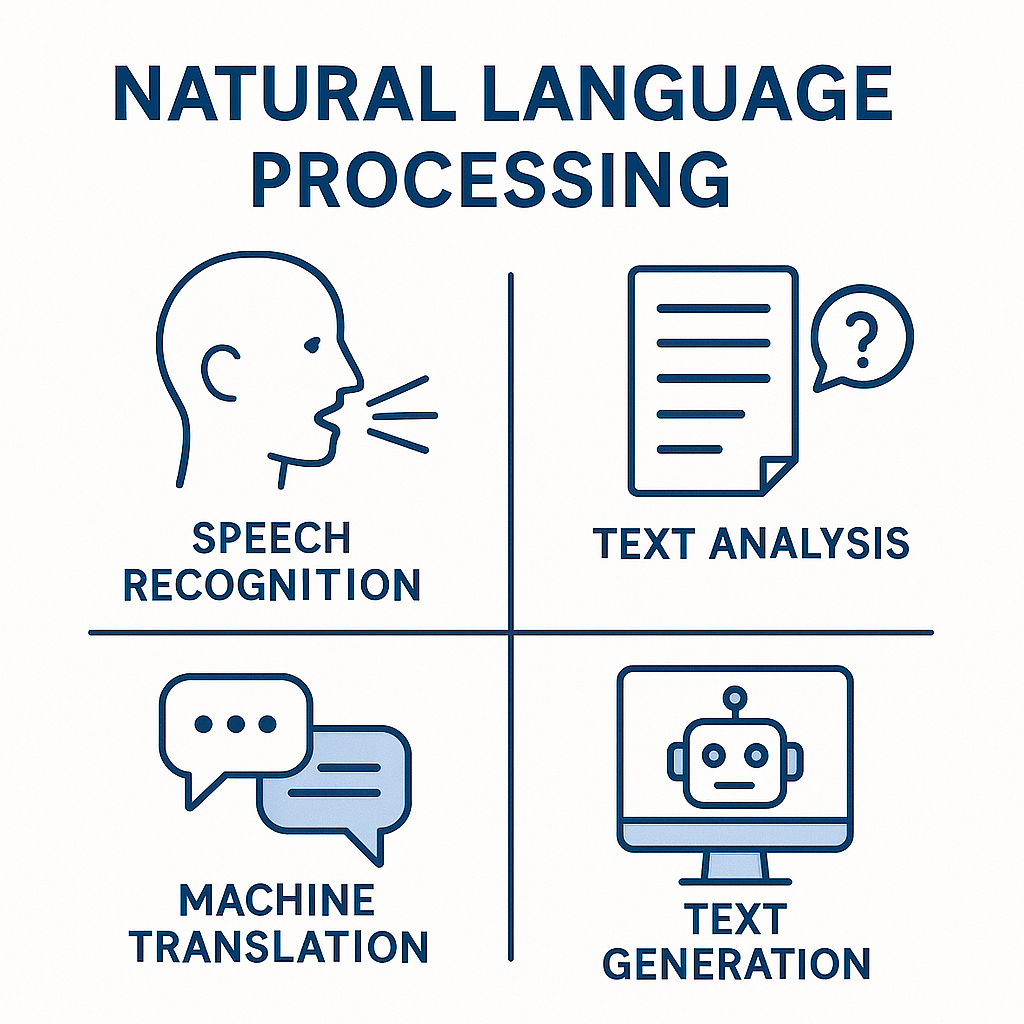 NATURAL LANGUAGE
PROCESSING
SPEECH
RECOGNITION
TEXT ANALYSIS
?
MACHINE
TRANSLATION
TEXT
GENERATION